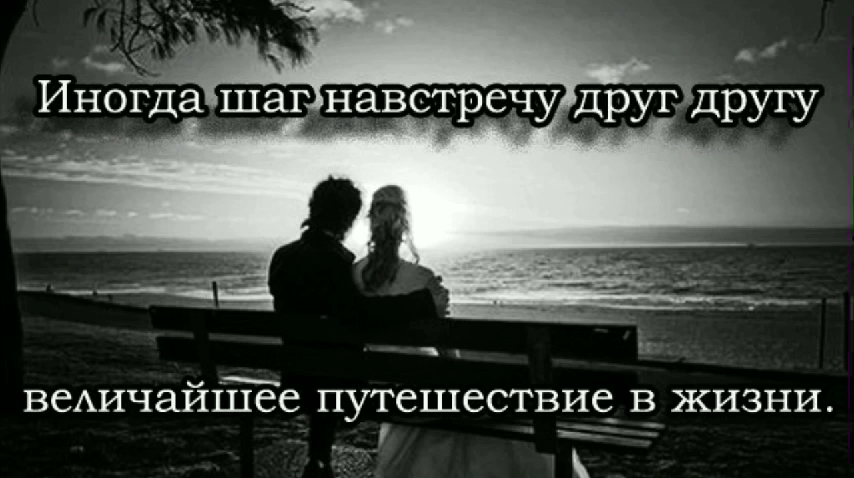 Иногда шаг навстречу друг другу
величайшее путешествие в жизни.